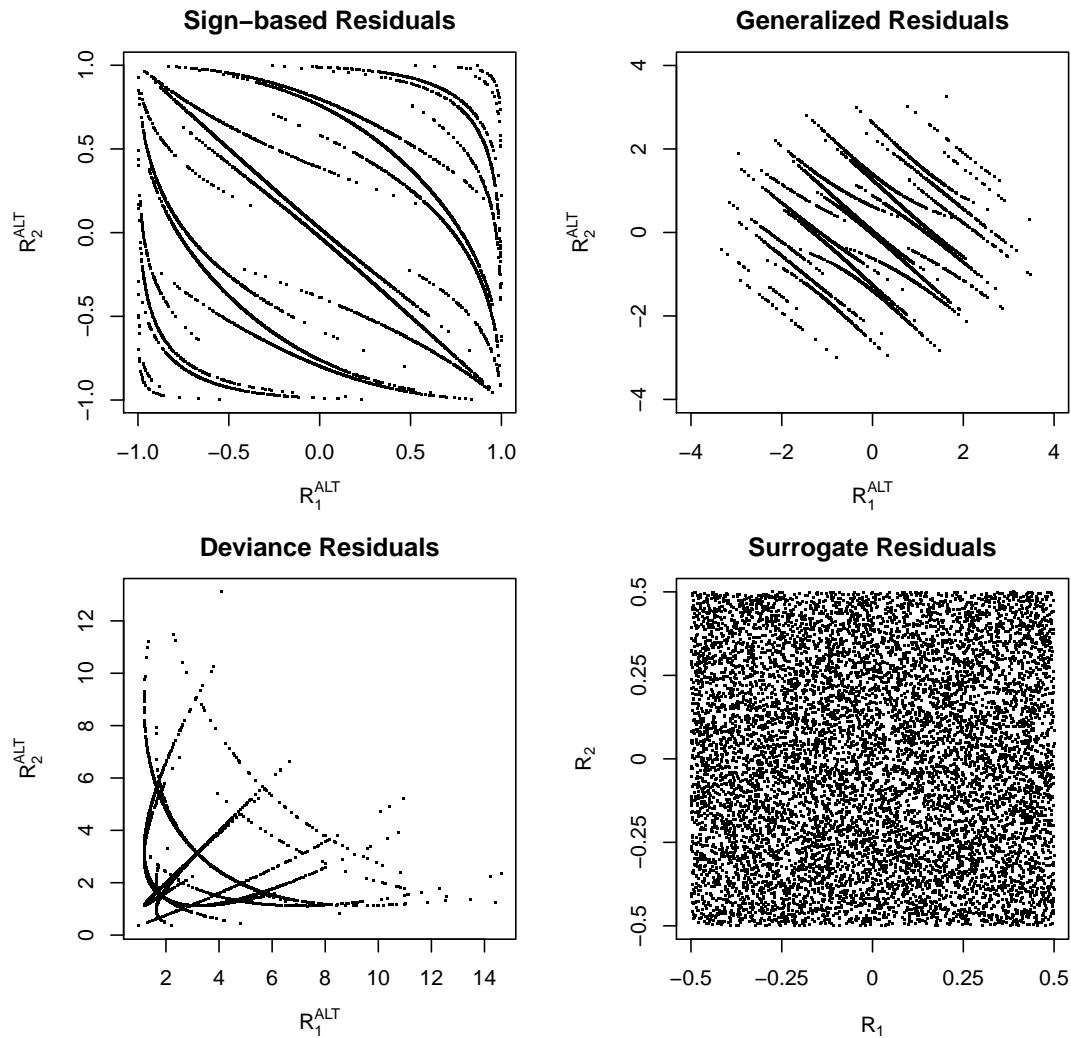 Sign−based Residuals
1.0
0.5
0.0
−0.5
−1.0
R₂ᴬᴸᵀ
−1.0 −0.5 0.0 0.5 1.0
R₁ᴬᴸᵀ
Generalized Residuals
4
2
0
−2
−4
R₂ᴬᴸᵀ
−4 −2 0 2 4
R₁ᴬᴸᵀ
Deviance Residuals
12
10
8
6
4
2
0
R₂ᴬᴸᵀ
2 4 6 8 10 12 14
R₁ᴬᴸᵀ
Surrogate Residuals
0.5
0.25
0
−0.25
−0.5
R₂
−0.5 −0.25 0 0.25 0.5
R₁